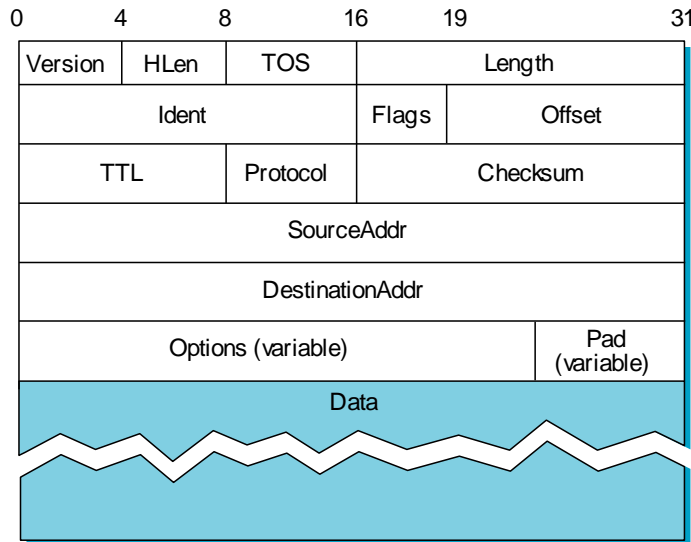 0 4 8 16 19 31
Version HLen TOS Length
Ident Flags Offset
TTL Protocol Checksum
SourceAddr
DestinationAddr
Options (variable) Pad
(variable)
Data